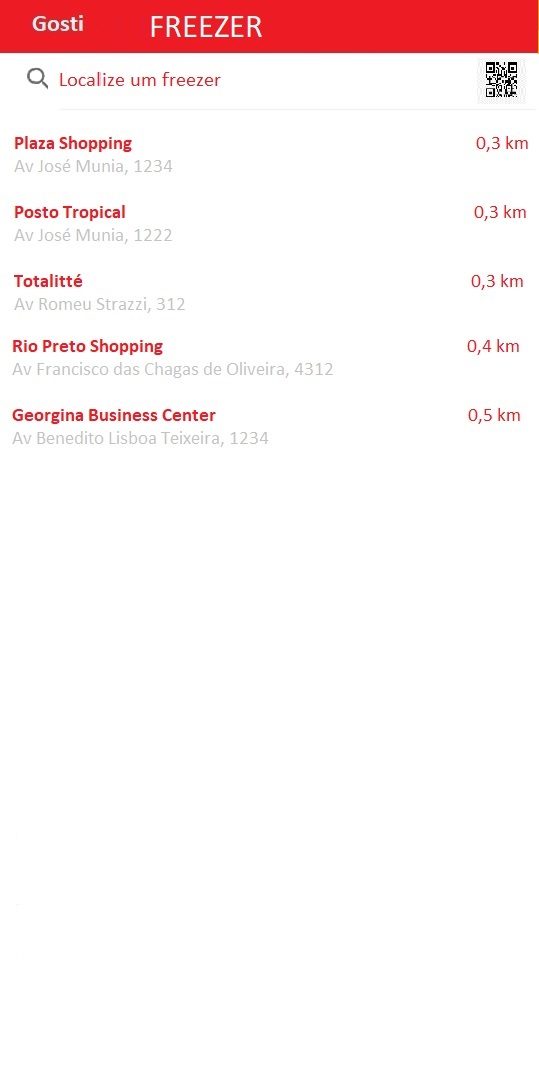 Gosti FREEZER
Localize um freezer
Plaza Shopping 0,3 km
Av José Munia, 1234
Posto Tropical 0,3 km
Av José Munia, 1222
Totalitté 0,3 km
Av Romeu Strazzi, 312
Rio Preto Shopping 0,4 km
Av Francisco das Chagas de Oliveira, 4312
Georgina Business Center 0,5 km
Av Benedito Lisboa Teixeira, 1234